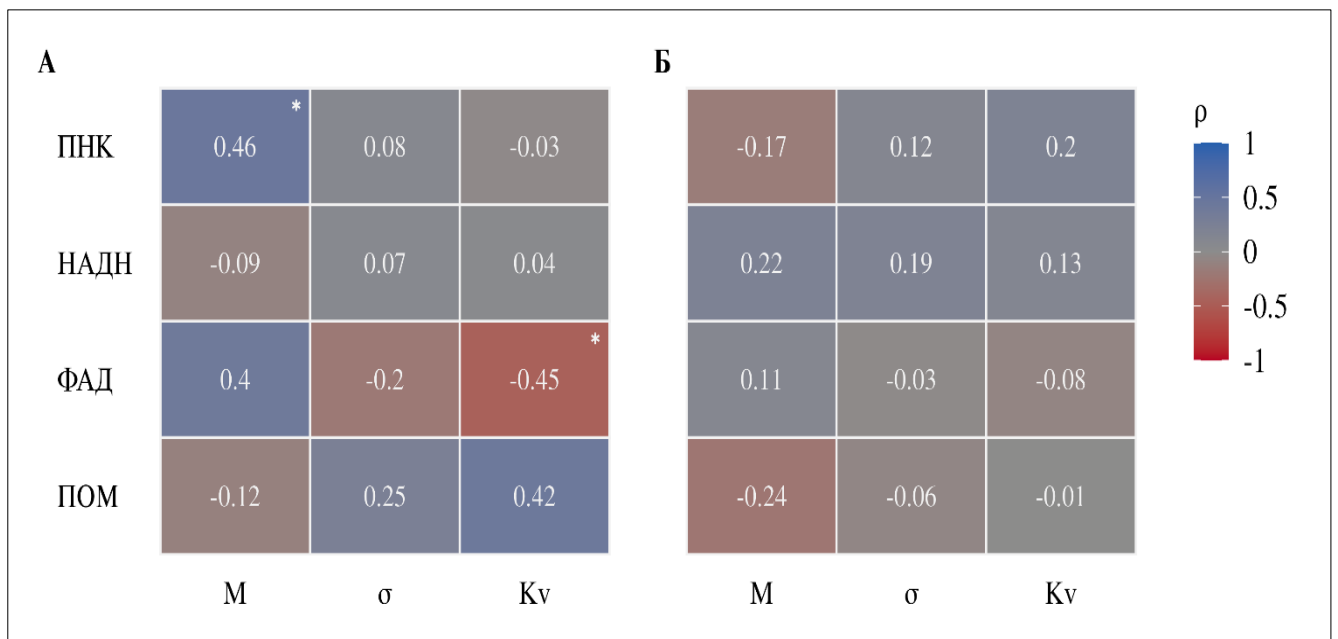 А Б
ρ
ПНК 0.46 * 0.08 -0.03 -0.17 0.12 0.2
НАДН -0.09 0.07 0.04 0.22 0.19 0.13
ФАД 0.4 -0.2 -0.45 * 0.11 -0.03 -0.08
ПОМ -0.12 0.25 0.42 -0.24 -0.06 -0.01
М σ Kv М σ Kv
1
0.5
0
-0.5
-1